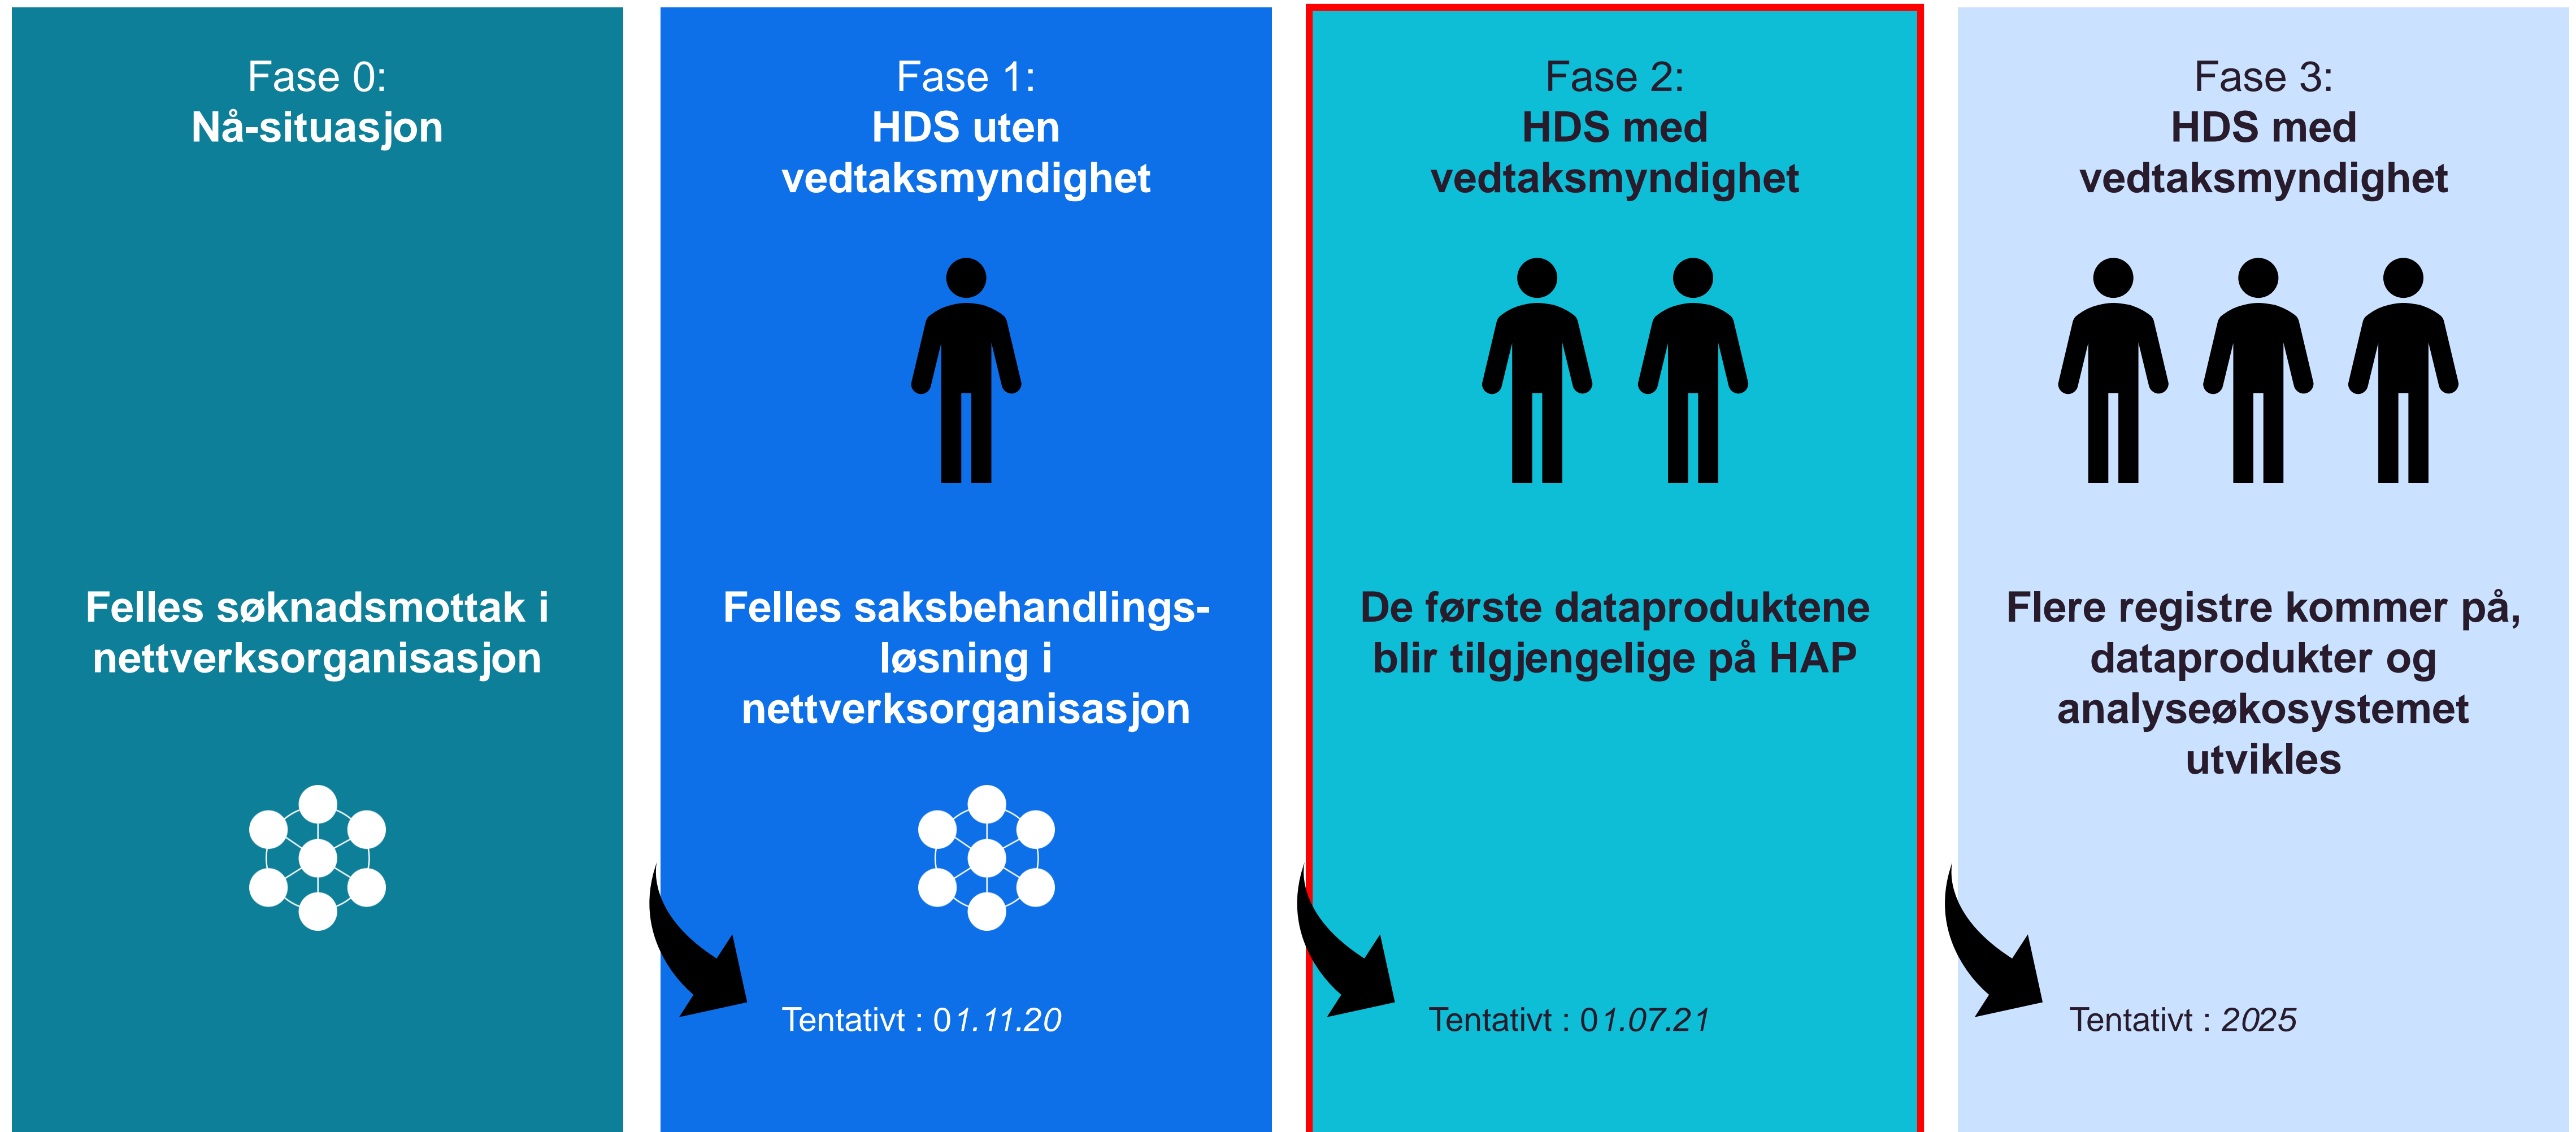 Fase 0:
Nå-situasjon
Felles søknadsmottak i
nettverksorganisasjon
Fase 1:
HDS uten
vedtaksmyndighet
Felles saksbehandlings-
løsning i
nettverksorganisasjon
Tentativt : 01.11.20
Fase 2:
HDS med
vedtaksmyndighet
De første dataproduktene
blir tilgjengelige på HAP
Tentativt : 01.07.21
Fase 3:
HDS med
vedtaksmyndighet
Flere registre kommer på,
dataprodukter og
analyseøkosystemet
utvikles
Tentativt : 2025